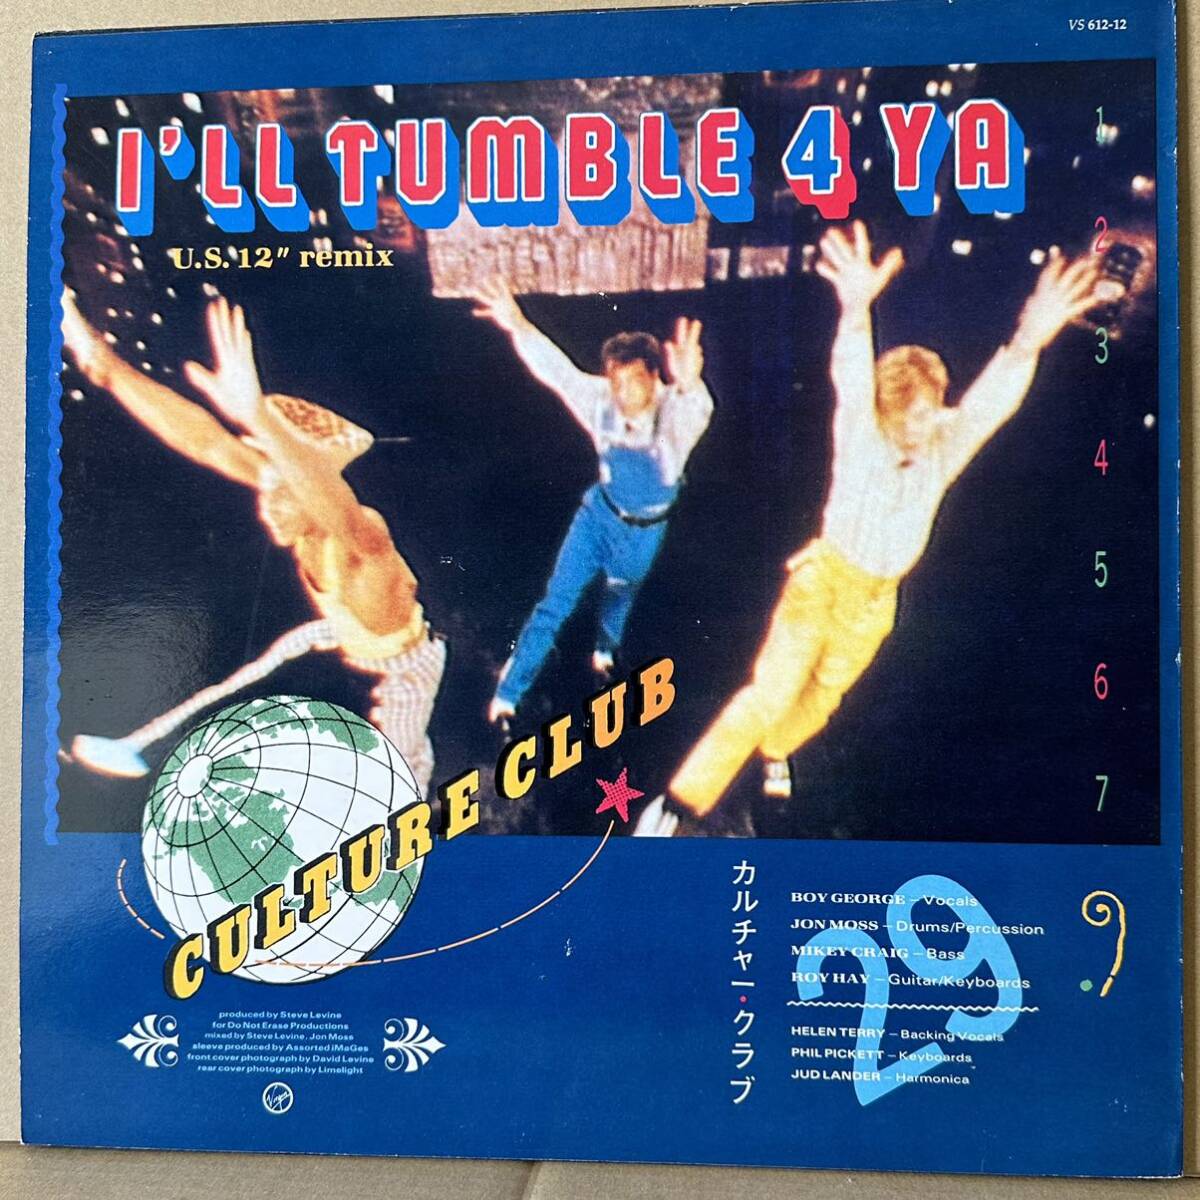 VS 612-12
I'LL TUMBLE 4 YA
U.S. 12" remix
1
2
3
4
5
6
7
CULTURE CLUB
カルチャー・クラブ
29
BOY GEORGE – Vocals
JON MOSS – Drums/Percussion
MIKEY CRAIG – Bass
ROY HAY – Guitar/Keyboards
HELEN TERRY – Backing Vocals
PHIL PICKETT – Keyboards
JUD LANDER – Harmonica
produced by Steve Levine
for Do Not Erase Productions
mixed by Steve Levine, Jon Moss
sleeve produced by Assorted iMaGes
front cover photograph by David Levine
rear cover photograph by Limelight
Virgin